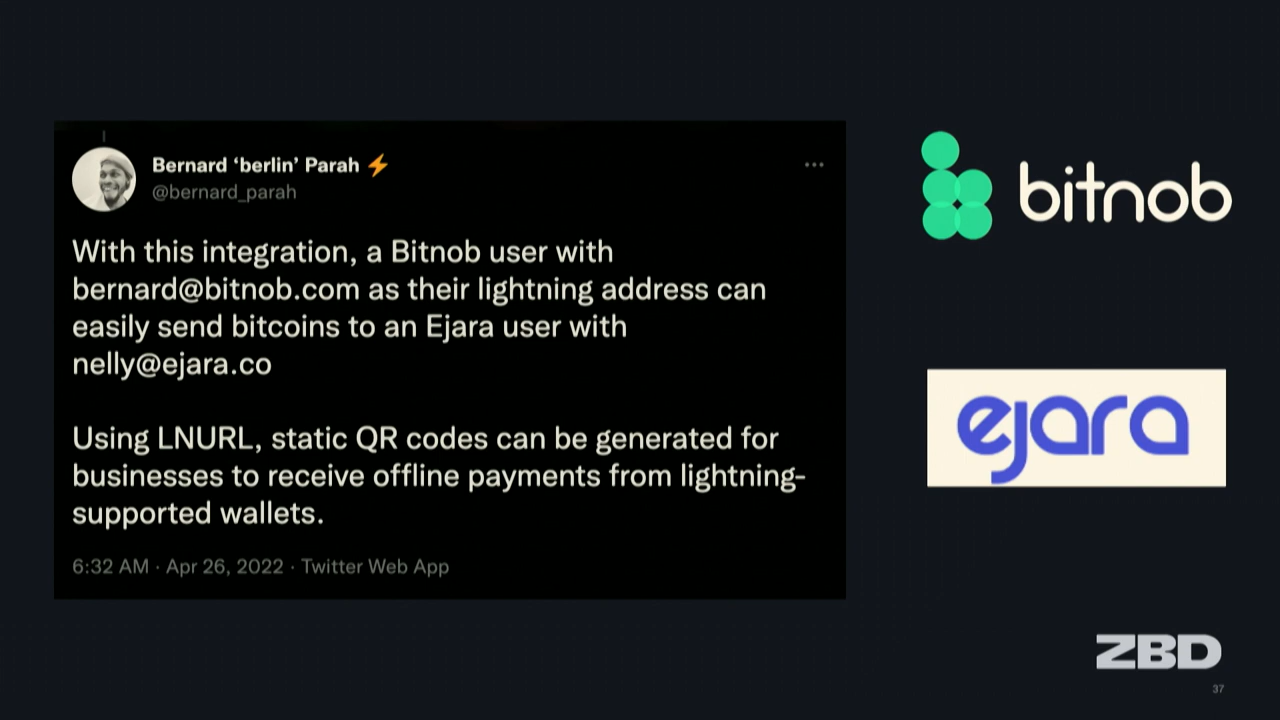 Bernard ‘berlin’ Parah ⚡
@bernard_parah
With this integration, a Bitnob user with
bernard@bitnob.com as their lightning address can
easily send bitcoins to an Ejara user with
nelly@ejara.co
Using LNURL, static QR codes can be generated for
businesses to receive offline payments from lightning-
supported wallets.
6:32 AM · Apr 26, 2022 · Twitter Web App
bitnob
ejara
ZBD
37